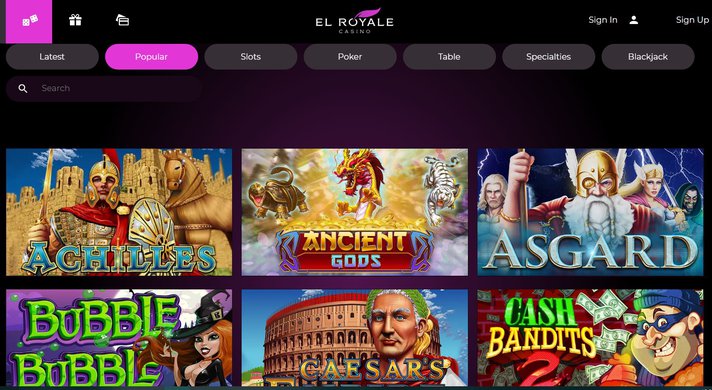 EL ROYALE
CASINO
Sign In
Sign Up
Latest
Popular
Slots
Poker
Table
Specialties
Blackjack
Search
ACHILLES
ANCIENT
GODS
ASGARD
BUBBLE
BUBBLE
CAESARS
CASH
BANDITS
2